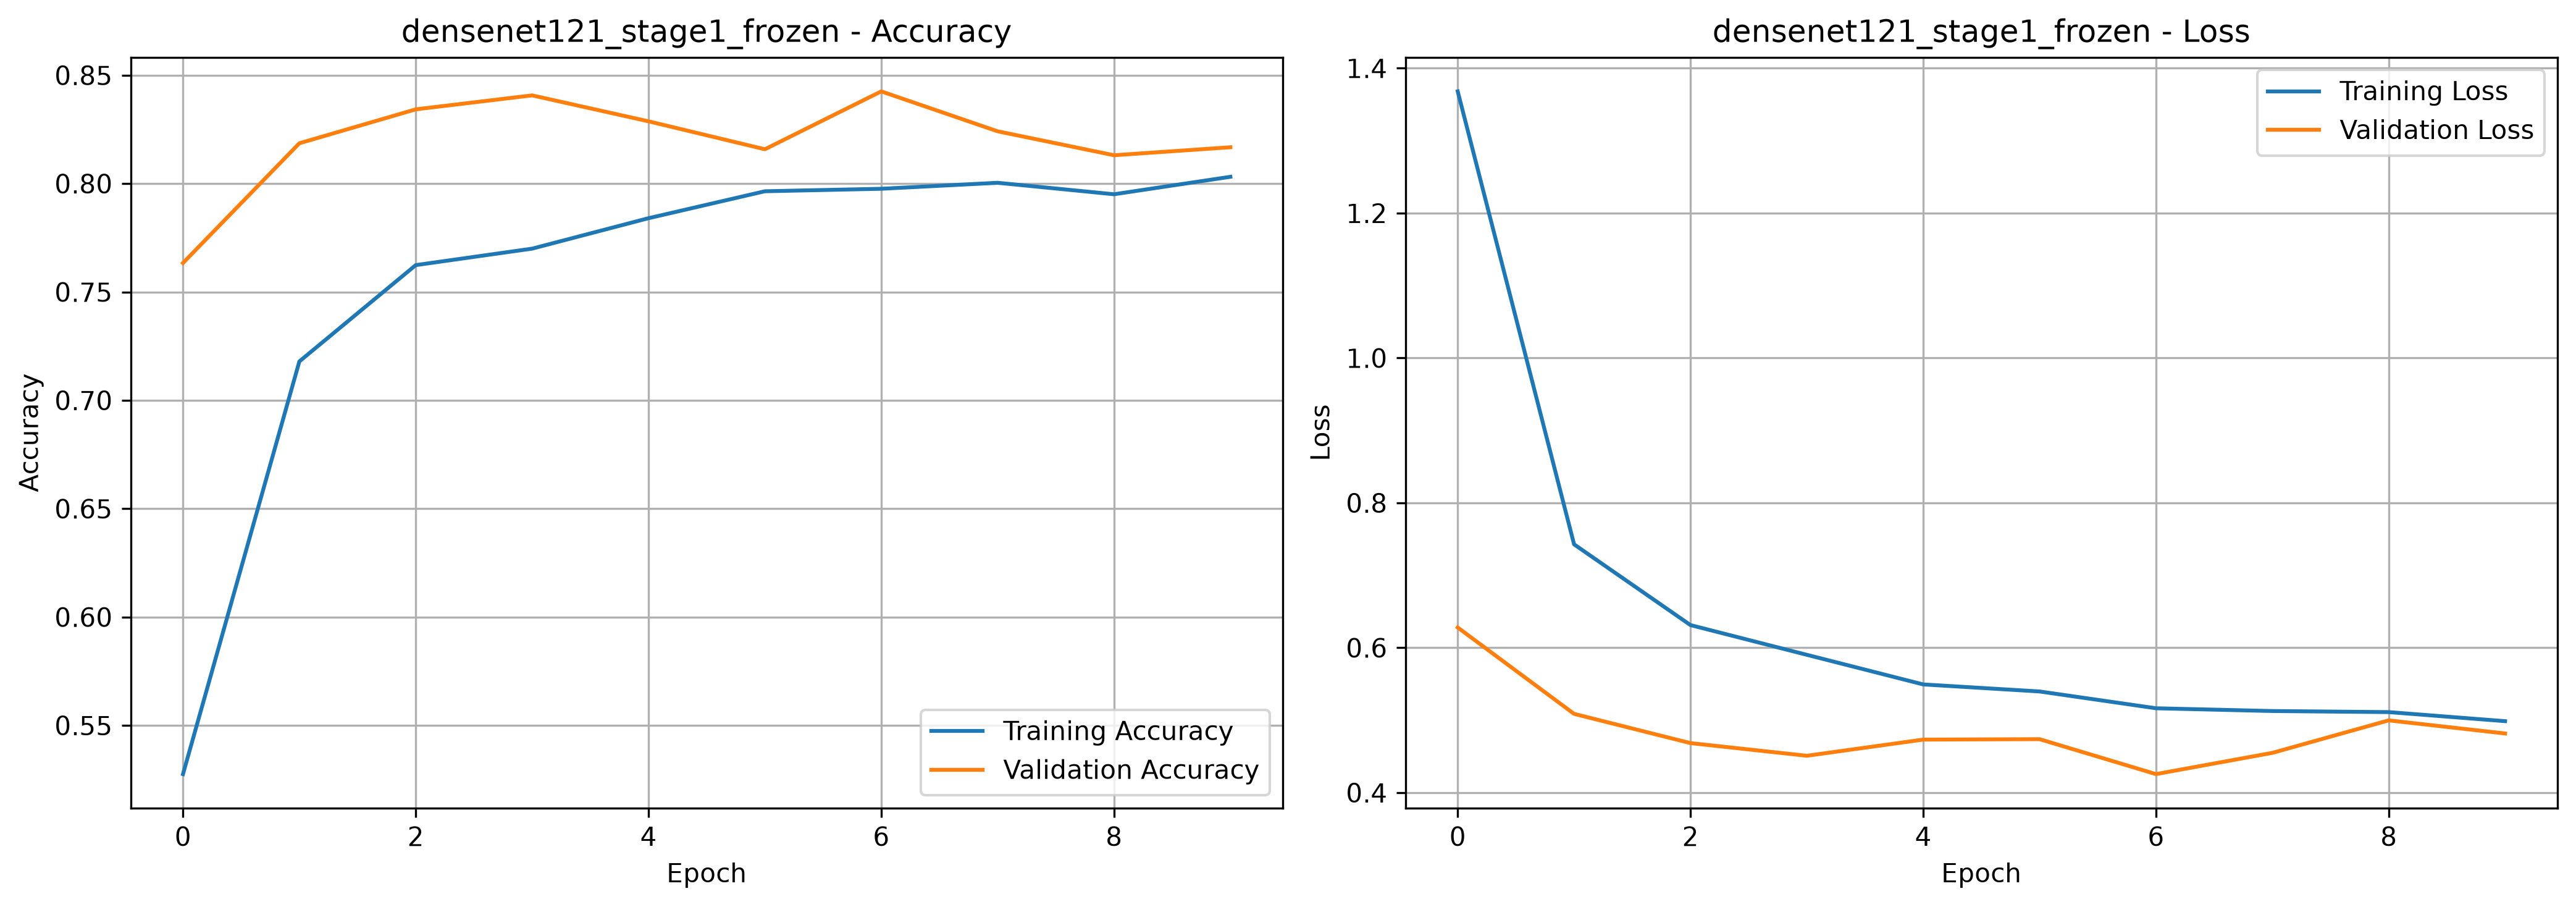 densenet121_stage1_frozen - Accuracy
0.85
0.80
0.75
0.70
0.65
0.60
0.55
Accuracy
Training Accuracy
Validation Accuracy
0 2 4 6 8
Epoch
densenet121_stage1_frozen - Loss
1.4
1.2
1.0
0.8
0.6
0.4
Loss
Training Loss
Validation Loss
0 2 4 6 8
Epoch